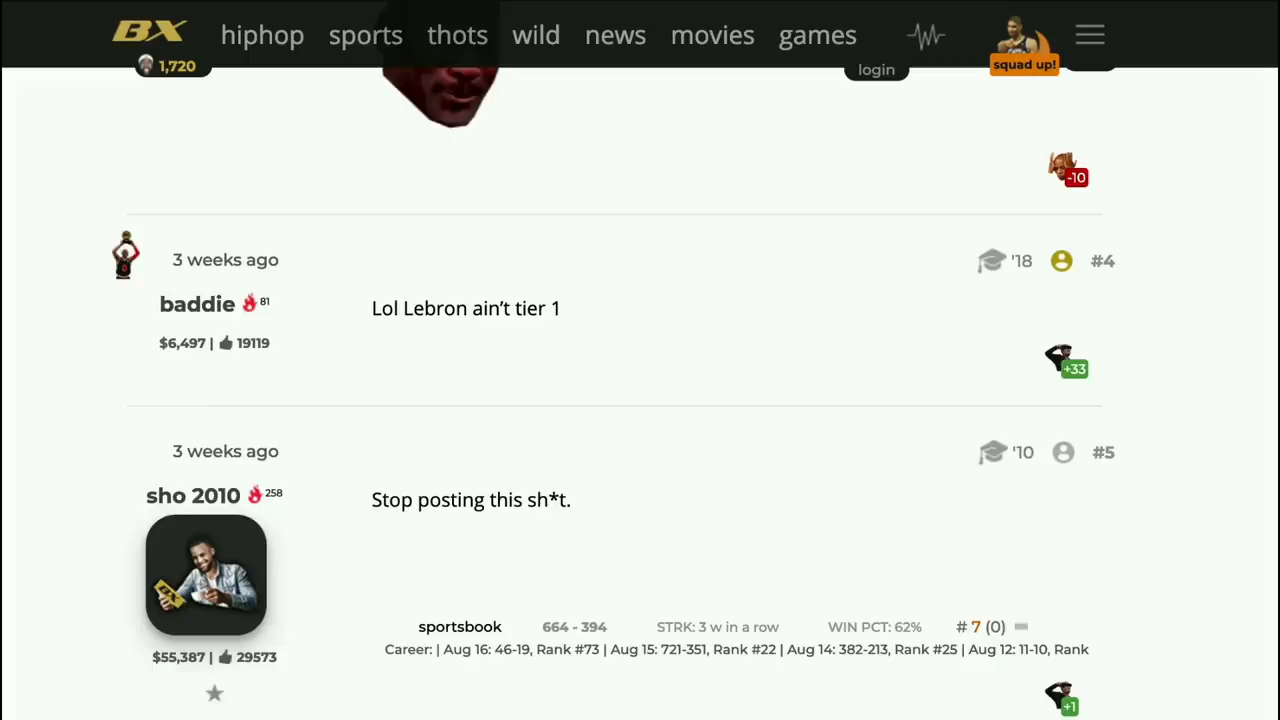 BX hiphop sports thots wild news movies games
squad up!
1,720
login
-10
3 weeks ago
'18 #4
baddie 81
Lol Lebron ain't tier 1
$6,497 | 19119
+33
3 weeks ago
'10 #5
sho 2010 258
Stop posting this sh*t.
BX
sportsbook 664 - 394 STRK: 3 w in a row WIN PCT: 62% # 7 (0)
Career: | Aug 16: 46-19, Rank #73 | Aug 15: 721-351, Rank #22 | Aug 14: 382-213, Rank #25 | Aug 12: 11-10, Rank
$55,387 | 29573
+1